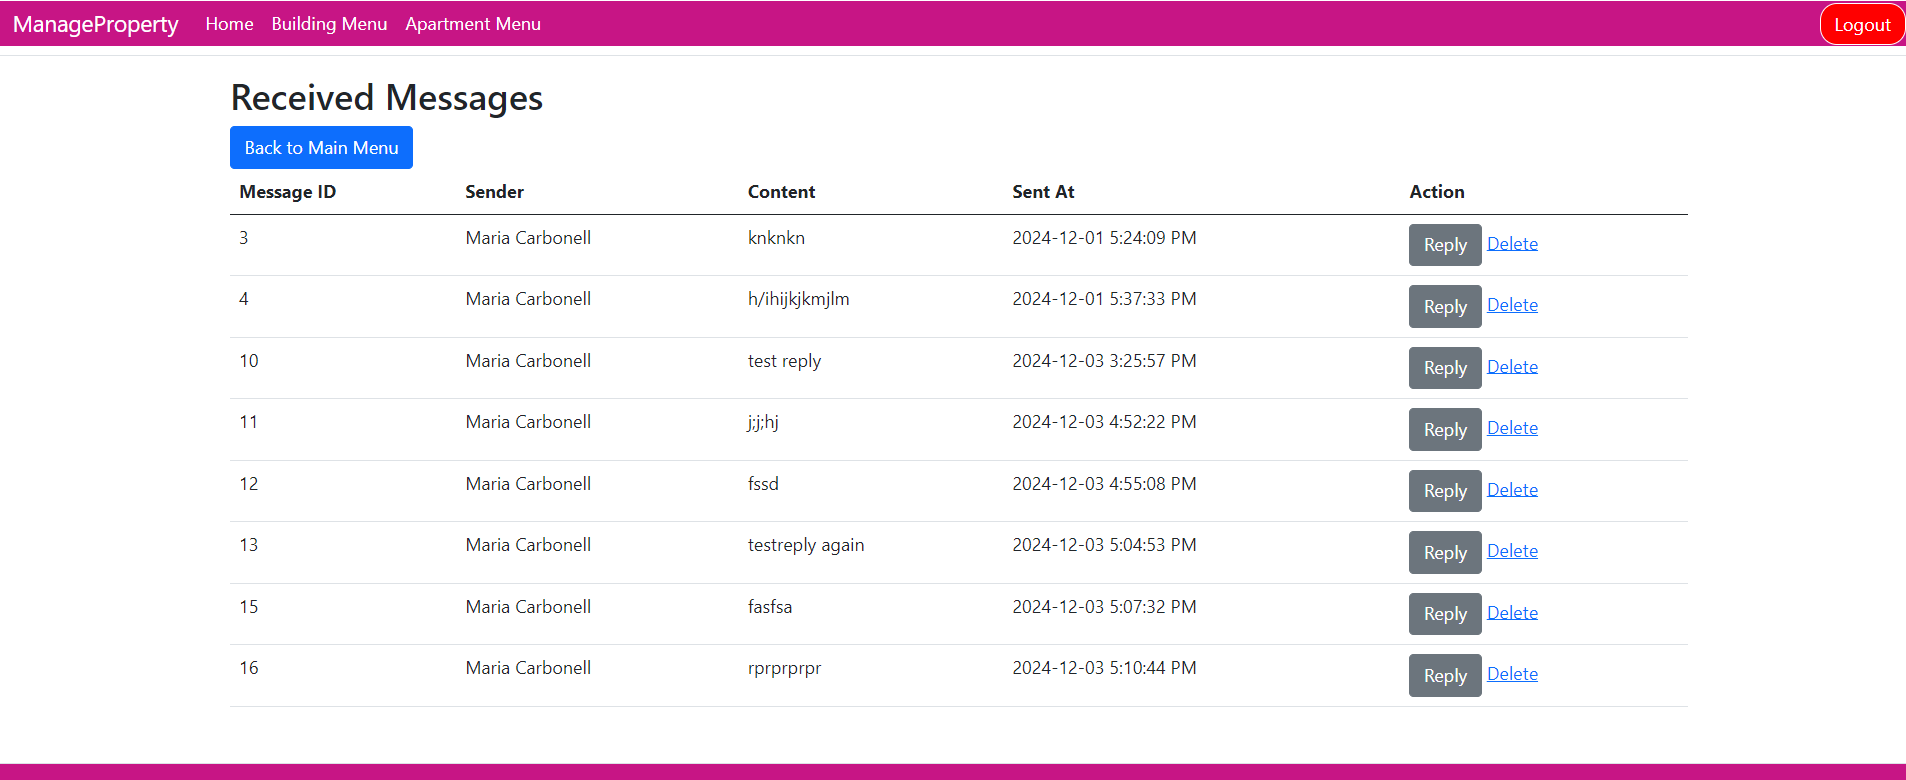 ManageProperty Home Building Menu Apartment Menu Logout
Received Messages
Back to Main Menu
Message ID Sender Content Sent At Action
3 Maria Carbonell knknkn 2024-12-01 5:24:09 PM Reply Delete
4 Maria Carbonell h/ihijkjkmjlm 2024-12-01 5:37:33 PM Reply Delete
10 Maria Carbonell test reply 2024-12-03 3:25:57 PM Reply Delete
11 Maria Carbonell j;j;hj 2024-12-03 4:52:22 PM Reply Delete
12 Maria Carbonell fssd 2024-12-03 4:55:08 PM Reply Delete
13 Maria Carbonell testreply again 2024-12-03 5:04:53 PM Reply Delete
15 Maria Carbonell fasfsa 2024-12-03 5:07:32 PM Reply Delete
16 Maria Carbonell rprprprpr 2024-12-03 5:10:44 PM Reply Delete